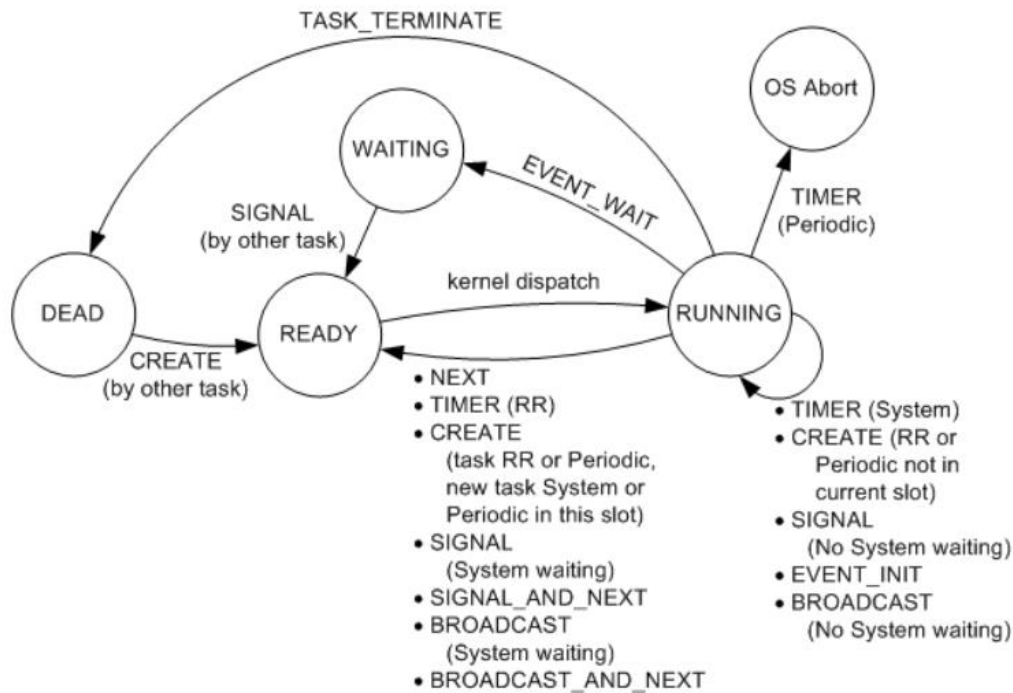 TASK_TERMINATE
OS Abort
WAITING
EVENT_WAIT
TIMER
(Periodic)
SIGNAL
(by other task)
kernel dispatch
DEAD
READY
RUNNING
CREATE
(by other task)
• NEXT
• TIMER (RR)
• CREATE
(task RR or Periodic,
new task System or
Periodic in this slot)
• SIGNAL
(System waiting)
• SIGNAL_AND_NEXT
• BROADCAST
(System waiting)
• BROADCAST_AND_NEXT
• TIMER (System)
• CREATE (RR or
Periodic not in
current slot)
• SIGNAL
(No System waiting)
• EVENT_INIT
• BROADCAST
(No System waiting)